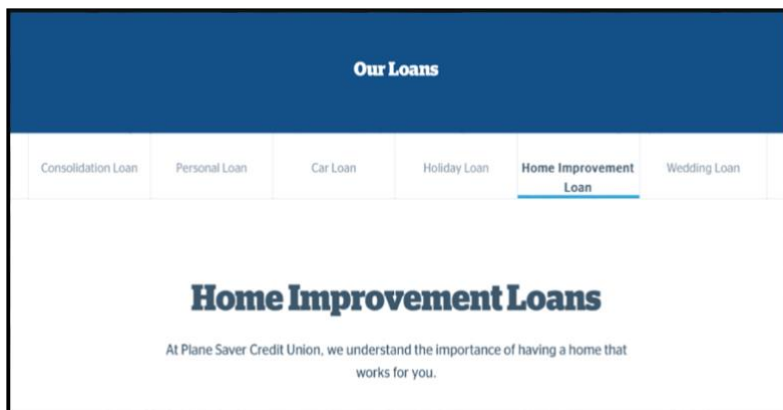 Our Loans
Consolidation Loan
Personal Loan
Car Loan
Holiday Loan
Home Improvement
Loan
Wedding Loan
Home Improvement Loans
At Plane Saver Credit Union, we understand the importance of having a home that
works for you.